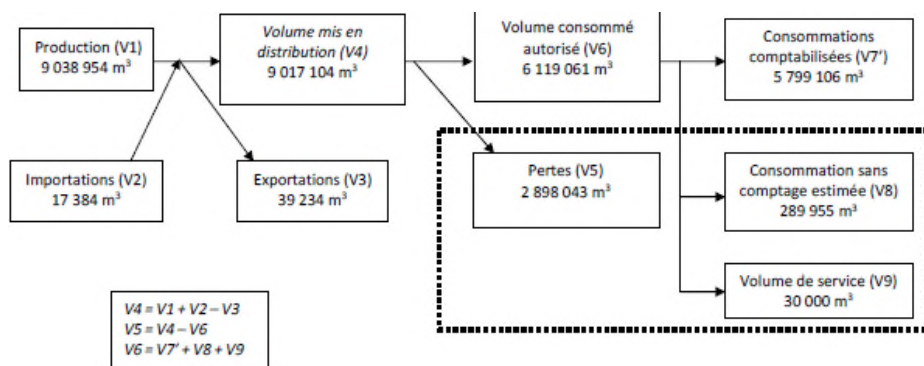 Production (V1)
9 038 954 m³
Volume mis en
distribution (V4)
9 017 104 m³
Volume consommé
autorisé (V6)
6 119 061 m³
Consommations
comptabilisées (V7')
5 799 106 m³
Importations (V2)
17 384 m³
Exportations (V3)
39 234 m³
Pertes (V5)
2 898 043 m³
Consommation sans
comptage estimée (V8)
289 955 m³
Volume de service (V9)
30 000 m³
V4 = V1 + V2 – V3
V5 = V4 – V6
V6 = V7' + V8 + V9